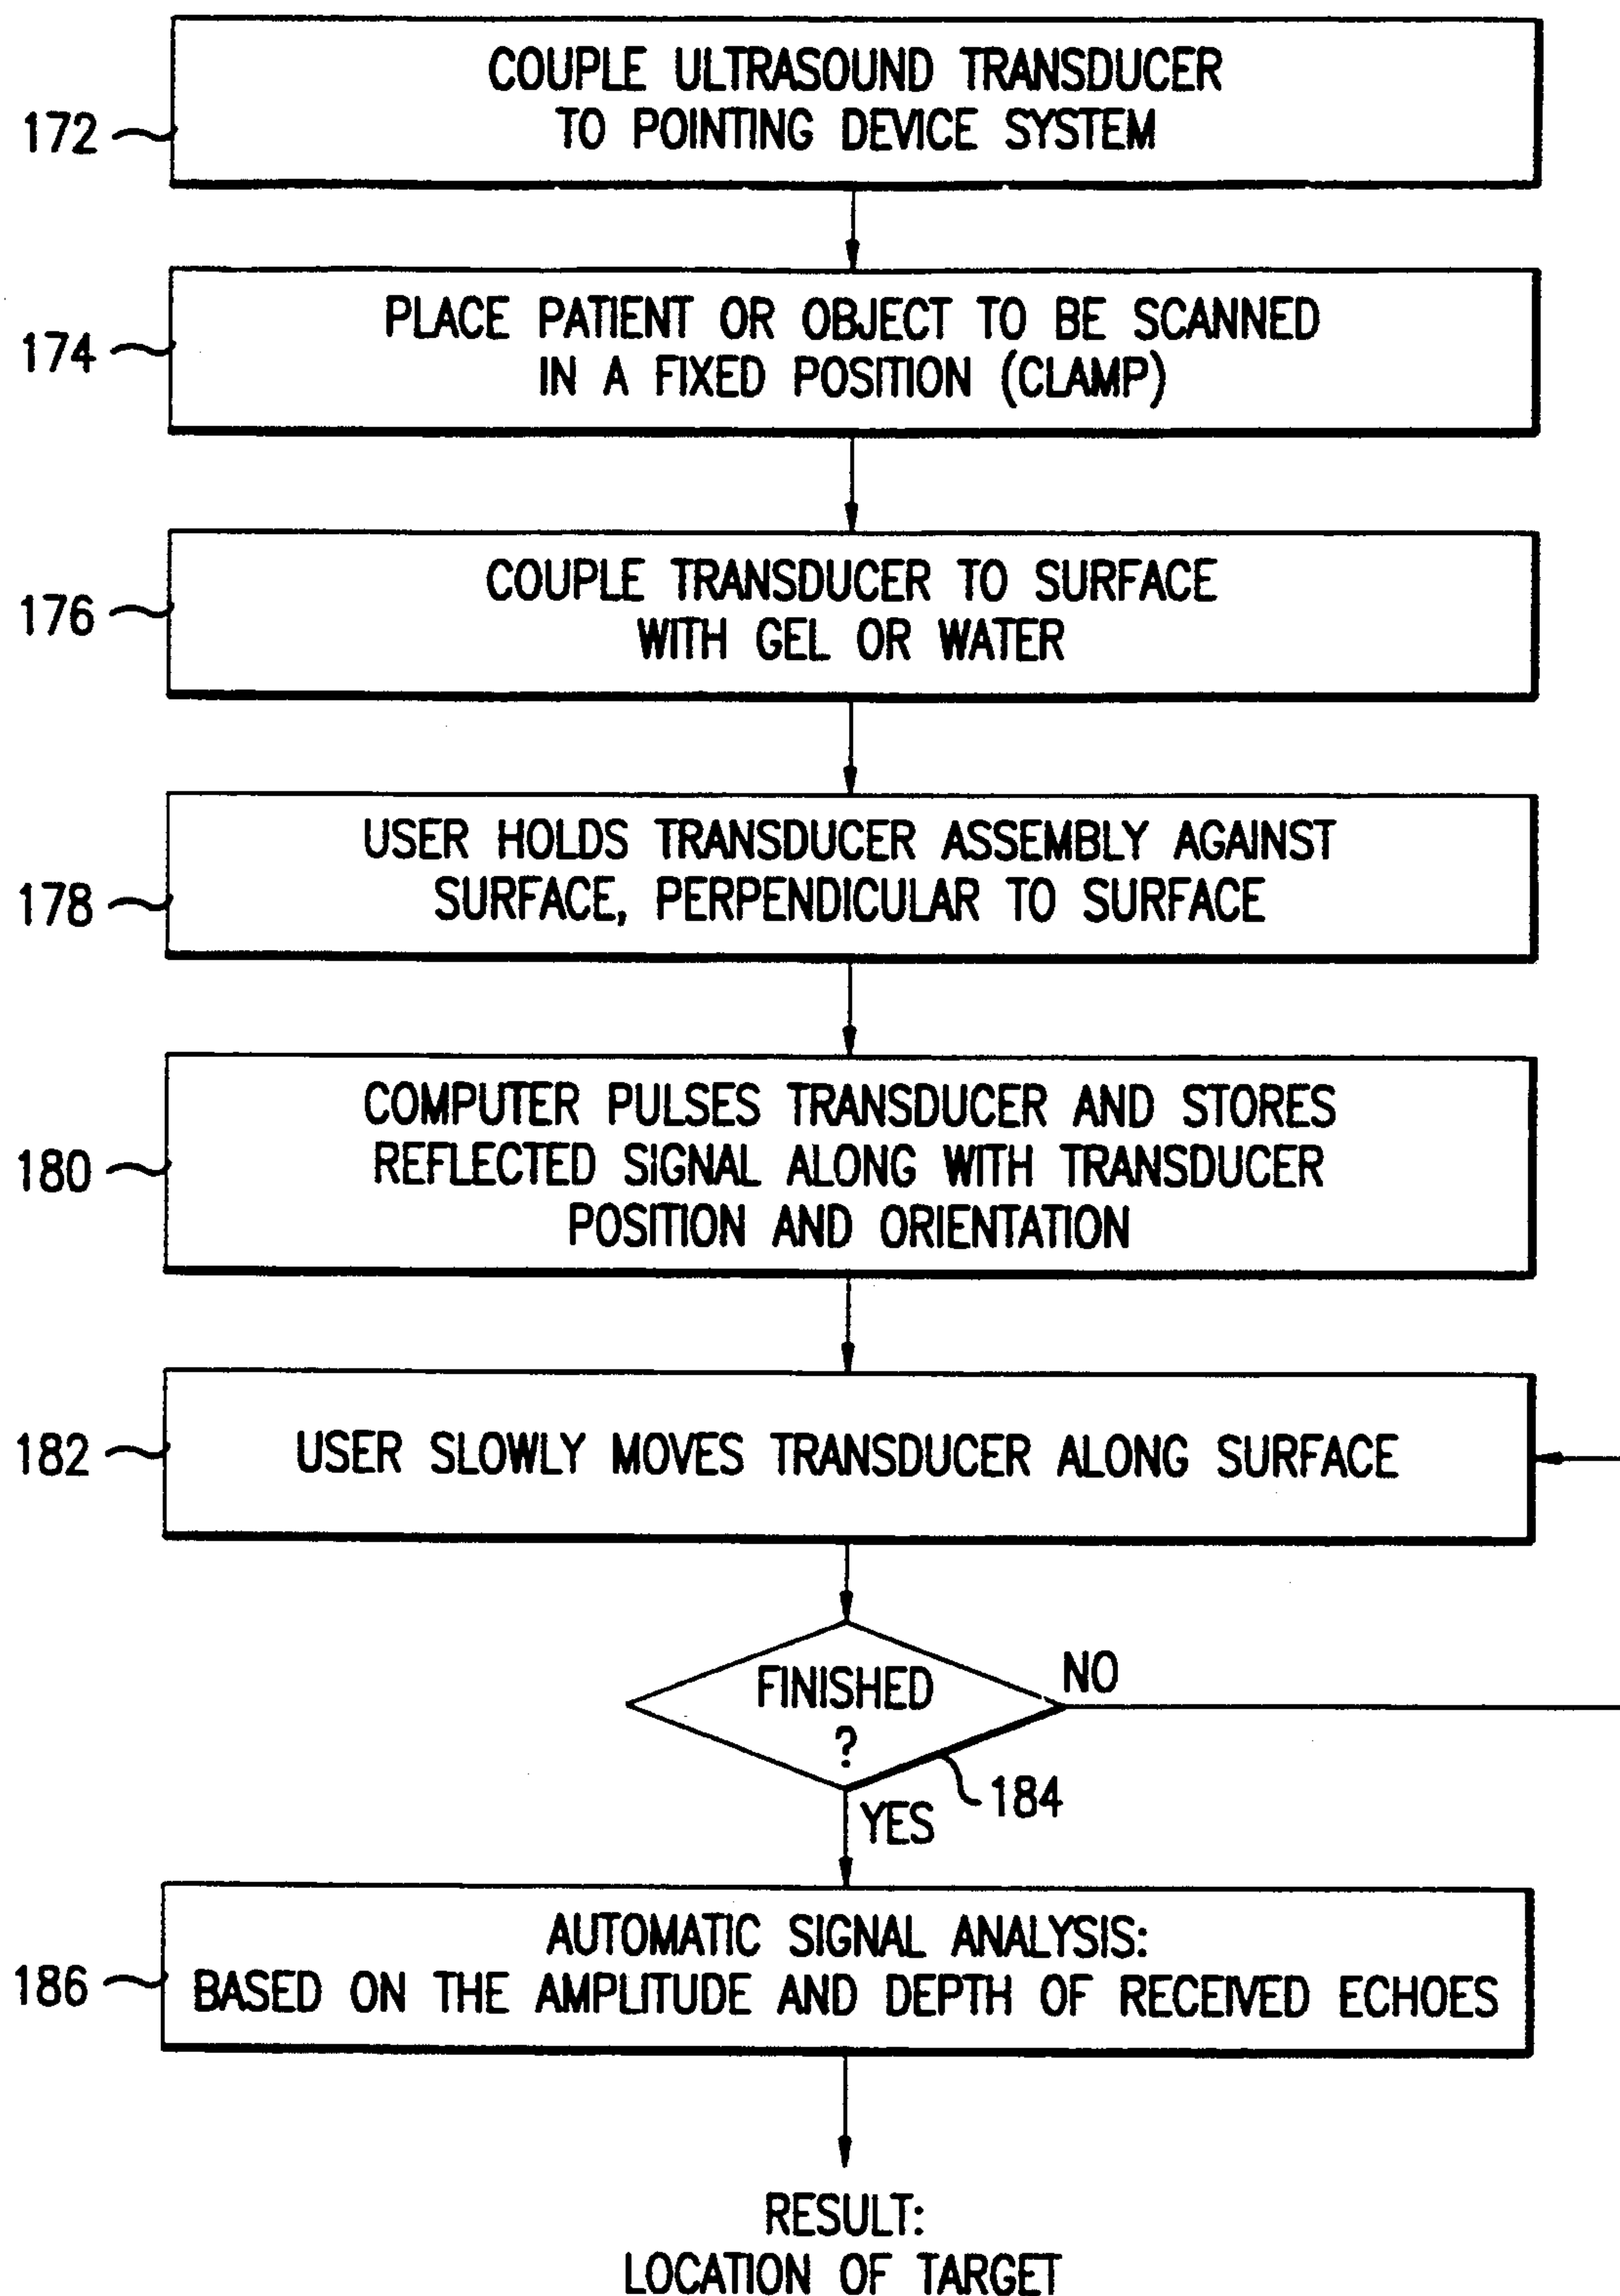 COUPLE ULTRASOUND TRANSDUCER
TO POINTING DEVICE SYSTEM
172
PLACE PATIENT OR OBJECT TO BE SCANNED
IN A FIXED POSITION (CLAMP)
174
COUPLE TRANSDUCER TO SURFACE
WITH GEL OR WATER
176
USER HOLDS TRANSDUCER ASSEMBLY AGAINST
SURFACE, PERPENDICULAR TO SURFACE
178
COMPUTER PULSES TRANSDUCER AND STORES
REFLECTED SIGNAL ALONG WITH TRANSDUCER
POSITION AND ORIENTATION
180
USER SLOWLY MOVES TRANSDUCER ALONG SURFACE
182
FINISHED
?
NO
184
YES
AUTOMATIC SIGNAL ANALYSIS:
BASED ON THE AMPLITUDE AND DEPTH OF RECEIVED ECHOES
186
RESULT:
LOCATION OF TARGET